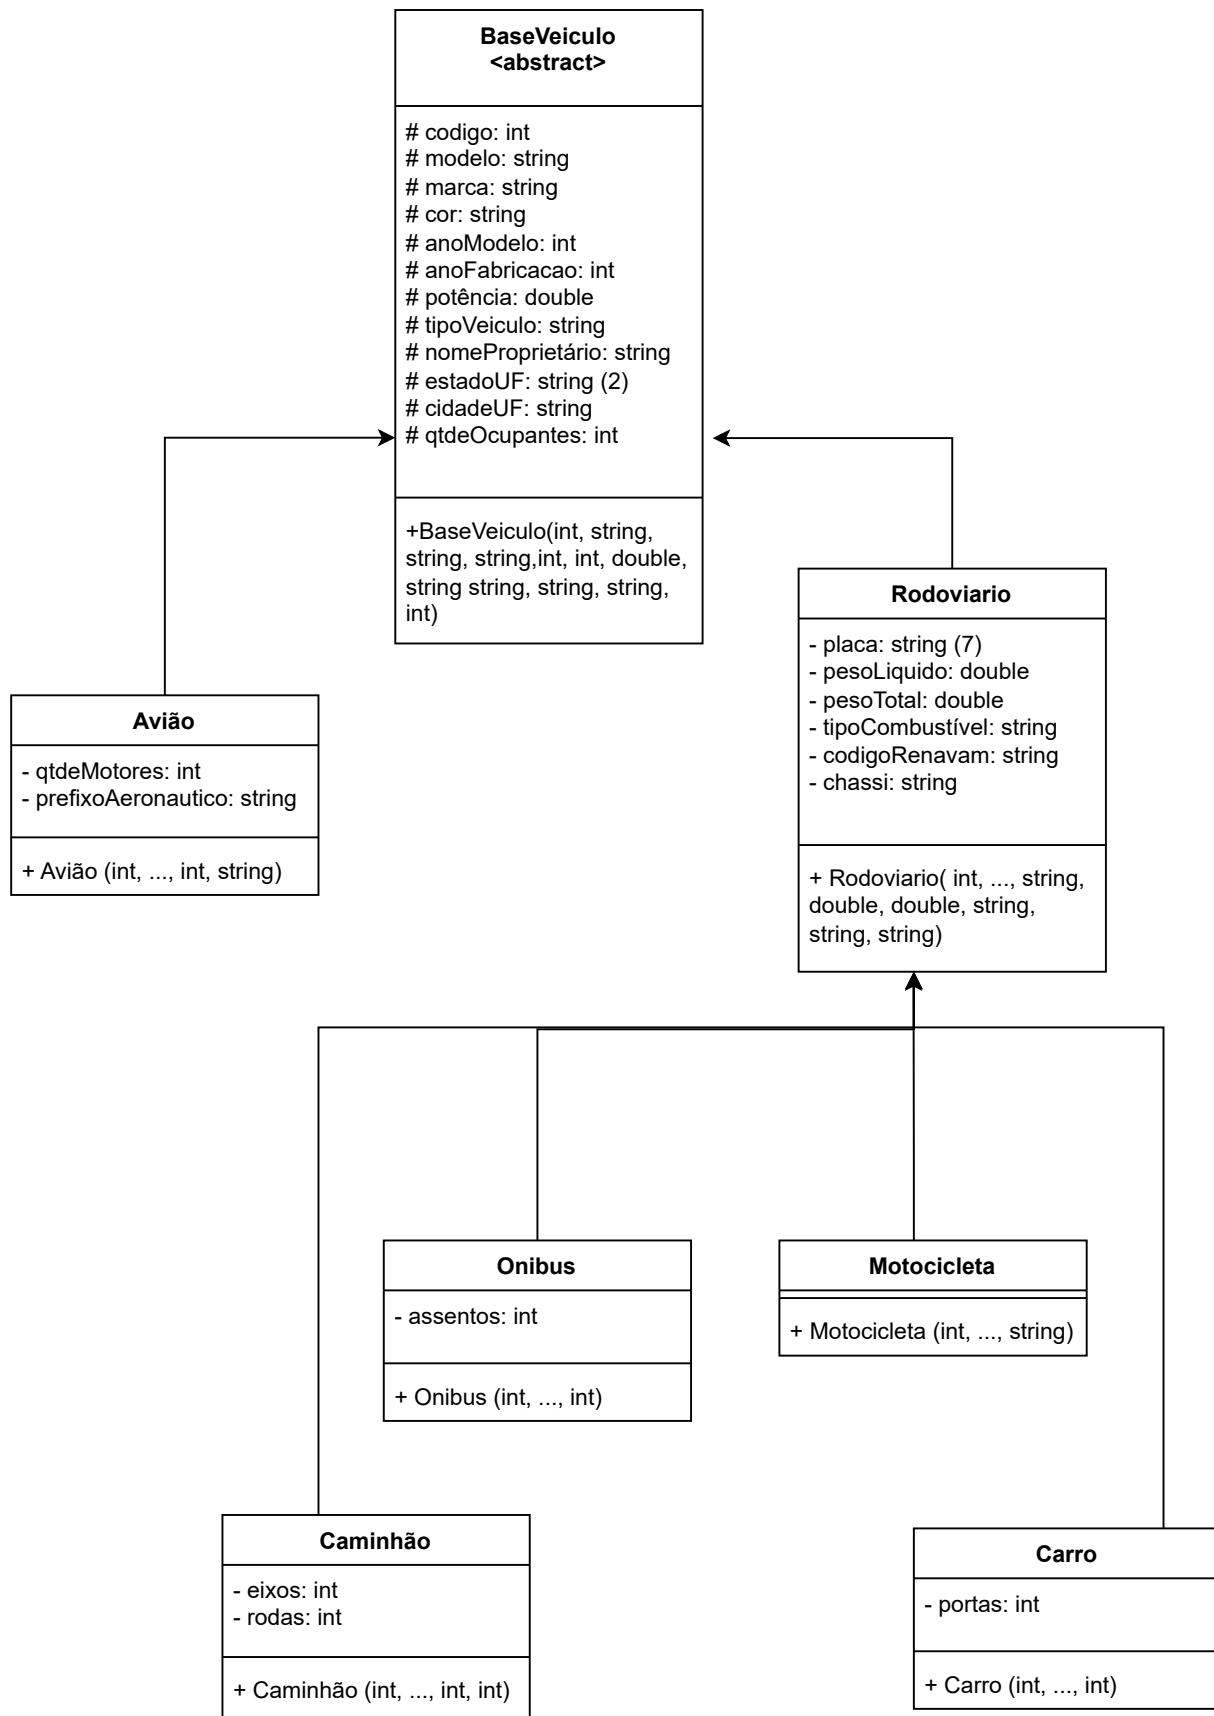 BaseVeiculo
<abstract>
# codigo: int
# modelo: string
# marca: string
# cor: string
# anoModelo: int
# anoFabricacao: int
# potência: double
# tipoVeiculo: string
# nomeProprietário: string
# estadoUF: string (2)
# cidadeUF: string
# qtdeOcupantes: int
+BaseVeiculo(int, string,
string, string,int, int, double,
string string, string, string,
int)
Rodoviario
- placa: string (7)
- pesoLiquido: double
- pesoTotal: double
- tipoCombustível: string
- codigoRenavam: string
- chassi: string
+ Rodoviario( int, ..., string,
double, double, string,
string, string)
Avião
- qtdeMotores: int
- prefixoAeronautico: string
+ Avião (int, ..., int, string)
Onibus
- assentos: int
+ Onibus (int, ..., int)
Motocicleta
+ Motocicleta (int, ..., string)
Caminhão
- eixos: int
- rodas: int
+ Caminhão (int, ..., int, int)
Carro
- portas: int
+ Carro (int, ..., int)